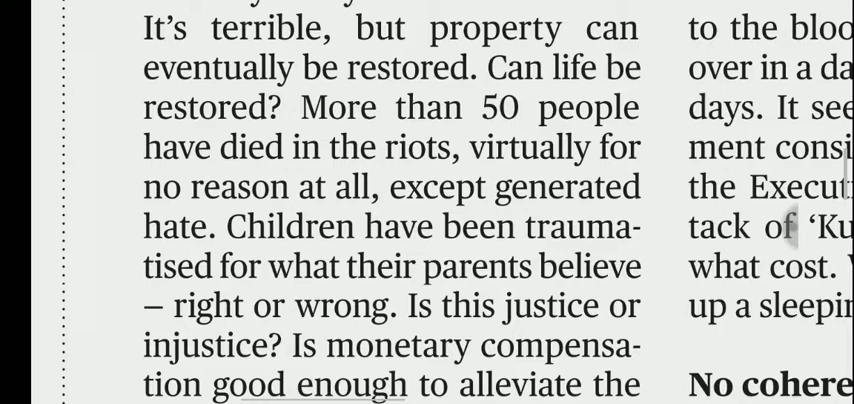 It's terrible, but property can
eventually be restored. Can life be
restored? More than 50 people
have died in the riots, virtually for
no reason at all, except generated
hate. Children have been trauma-
tised for what their parents believe
– right or wrong. Is this justice or
injustice? Is monetary compensa-
tion good enough to alleviate the
to the
over in a
days. It
ment
the
tack of
what cost.
up a
No